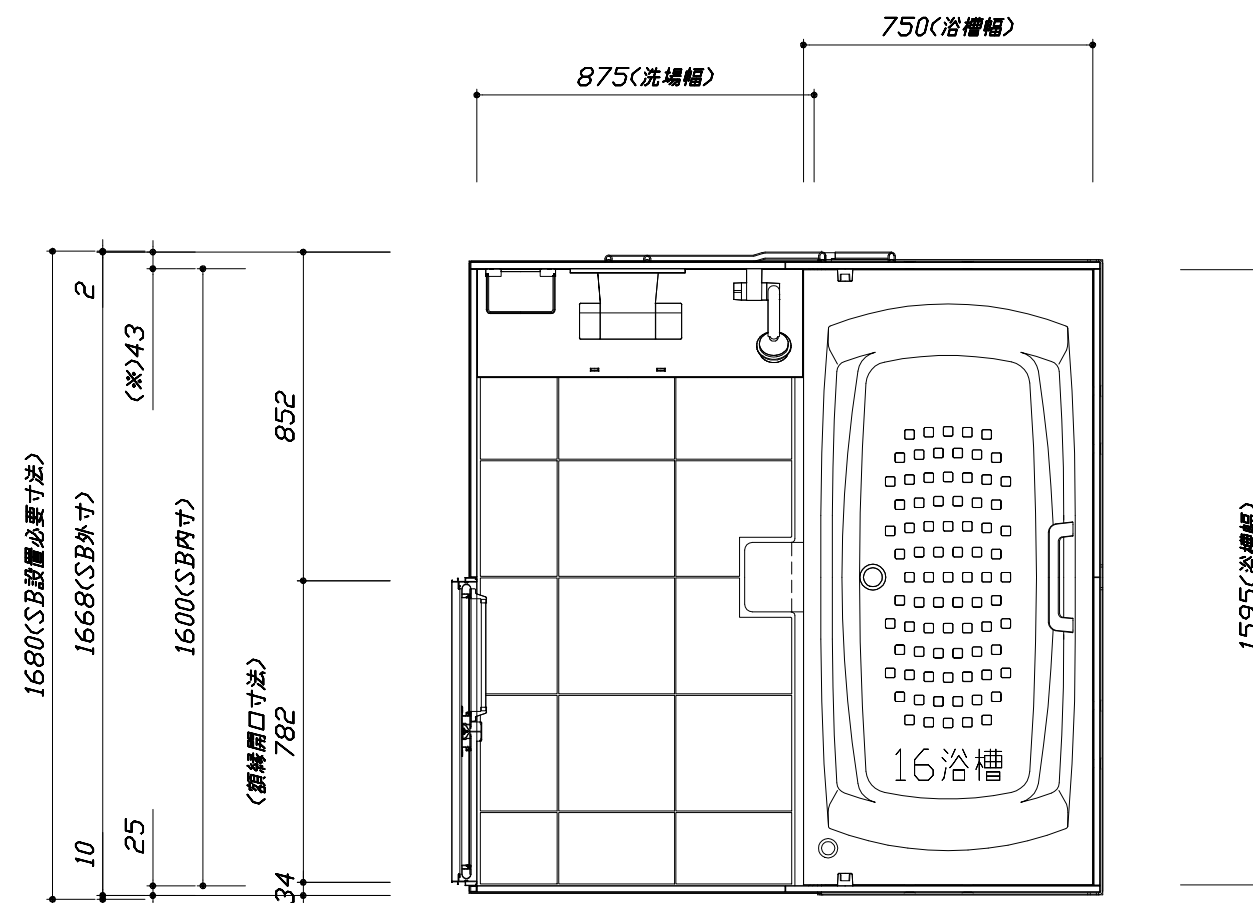 750(浴槽幅)
875(洗場幅)
2
(※)43
852
1680(SB設置必要寸法)
1668(SB外寸)
1600(SB内寸)
(額縁開口寸法)
782
10
25
34
16浴槽
1595(浴槽幅)